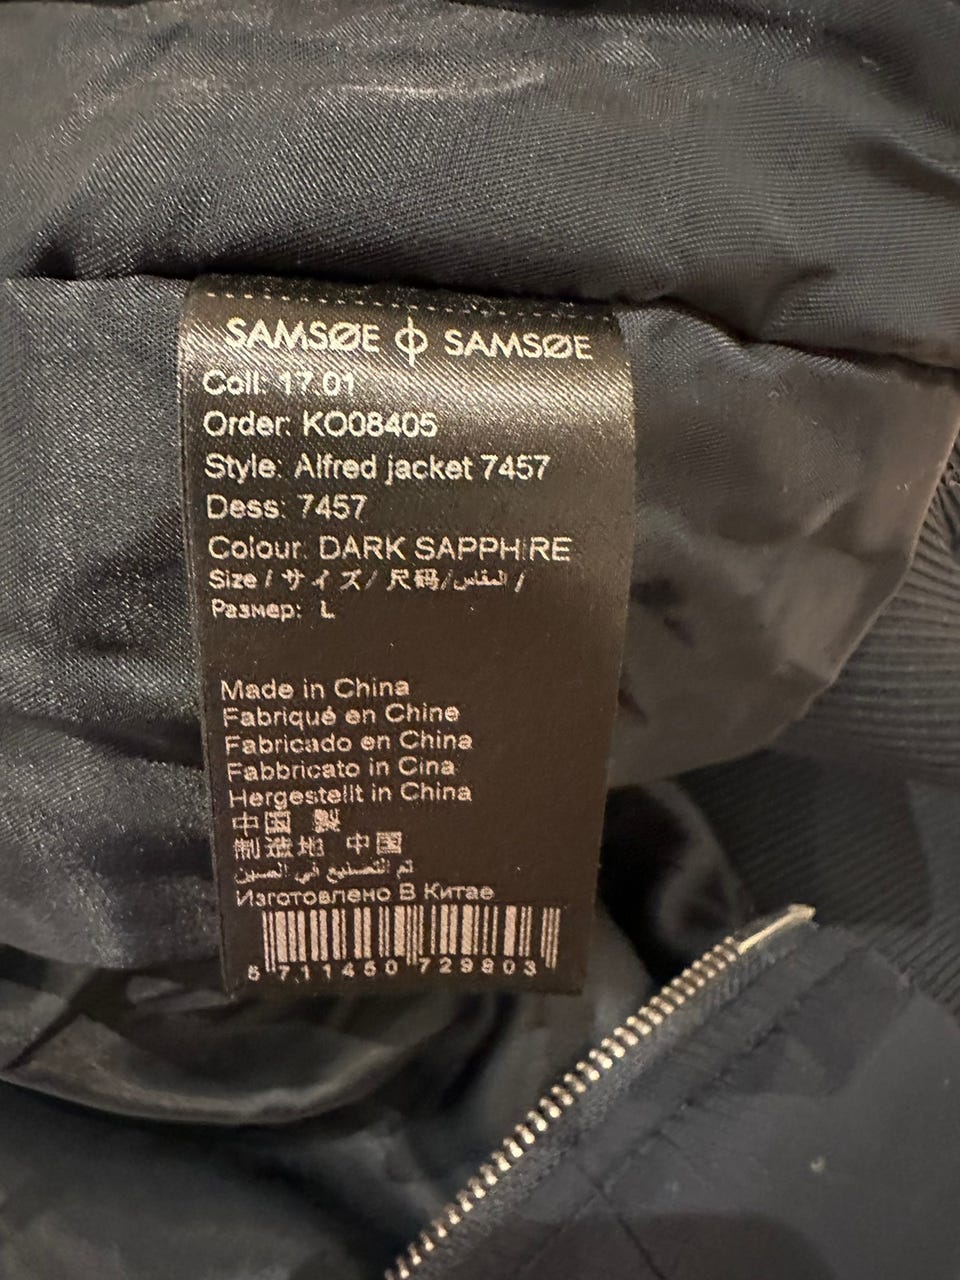 SAMSØE ϕ SAMSØE
Coll: 17.01
Order: KO08405
Style: Alfred jacket 7457
Dess: 7457
Colour: DARK SAPPHIRE
Size / サイズ/ 尺码/المقاس /
Размер: L
Made in China
Fabriqué en Chine
Fabricado en China
Fabbricato in Cina
Hergestellt in China
中国 製
制造地 中国
تم التصنيع في الصين
Изготовлено В Китае
5 711450 729903